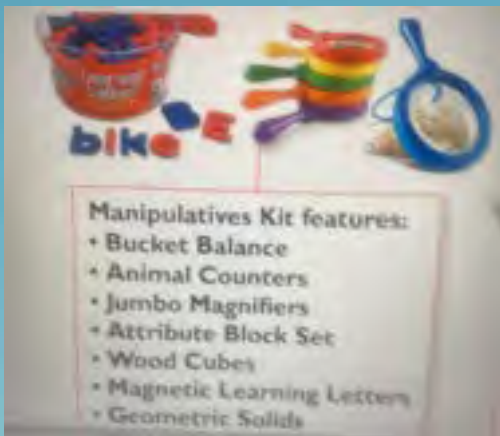 bike
B E
Manipulatives Kit features:
• Bucket Balance
• Animal Counters
• Jumbo Magnifiers
• Attribute Block Set
• Wood Cubes
• Magnetic Learning Letters
• Geometric Solids